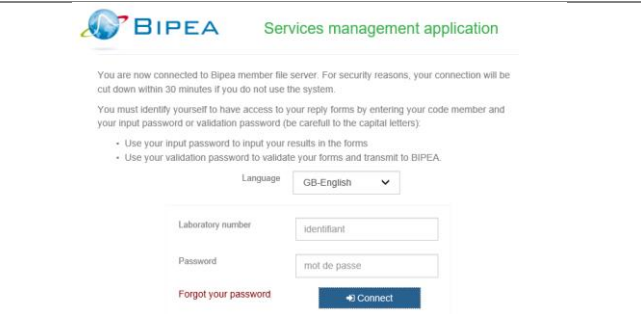 BIPEA
Services management application
You are now connected to Bipea member file server. For security reasons, your connection will be
cut down within 30 minutes if you do not use the system.
You must identify yourself to have access to your reply forms by entering your code member and
your input password or validation password (be carefull to the capital letters):
• Use your input password to input your results in the forms
• Use your validation password to validate your forms and transmit to BIPEA.
Language GB-English
Laboratory number identifiant
Password mot de passe
Forgot your password Connect